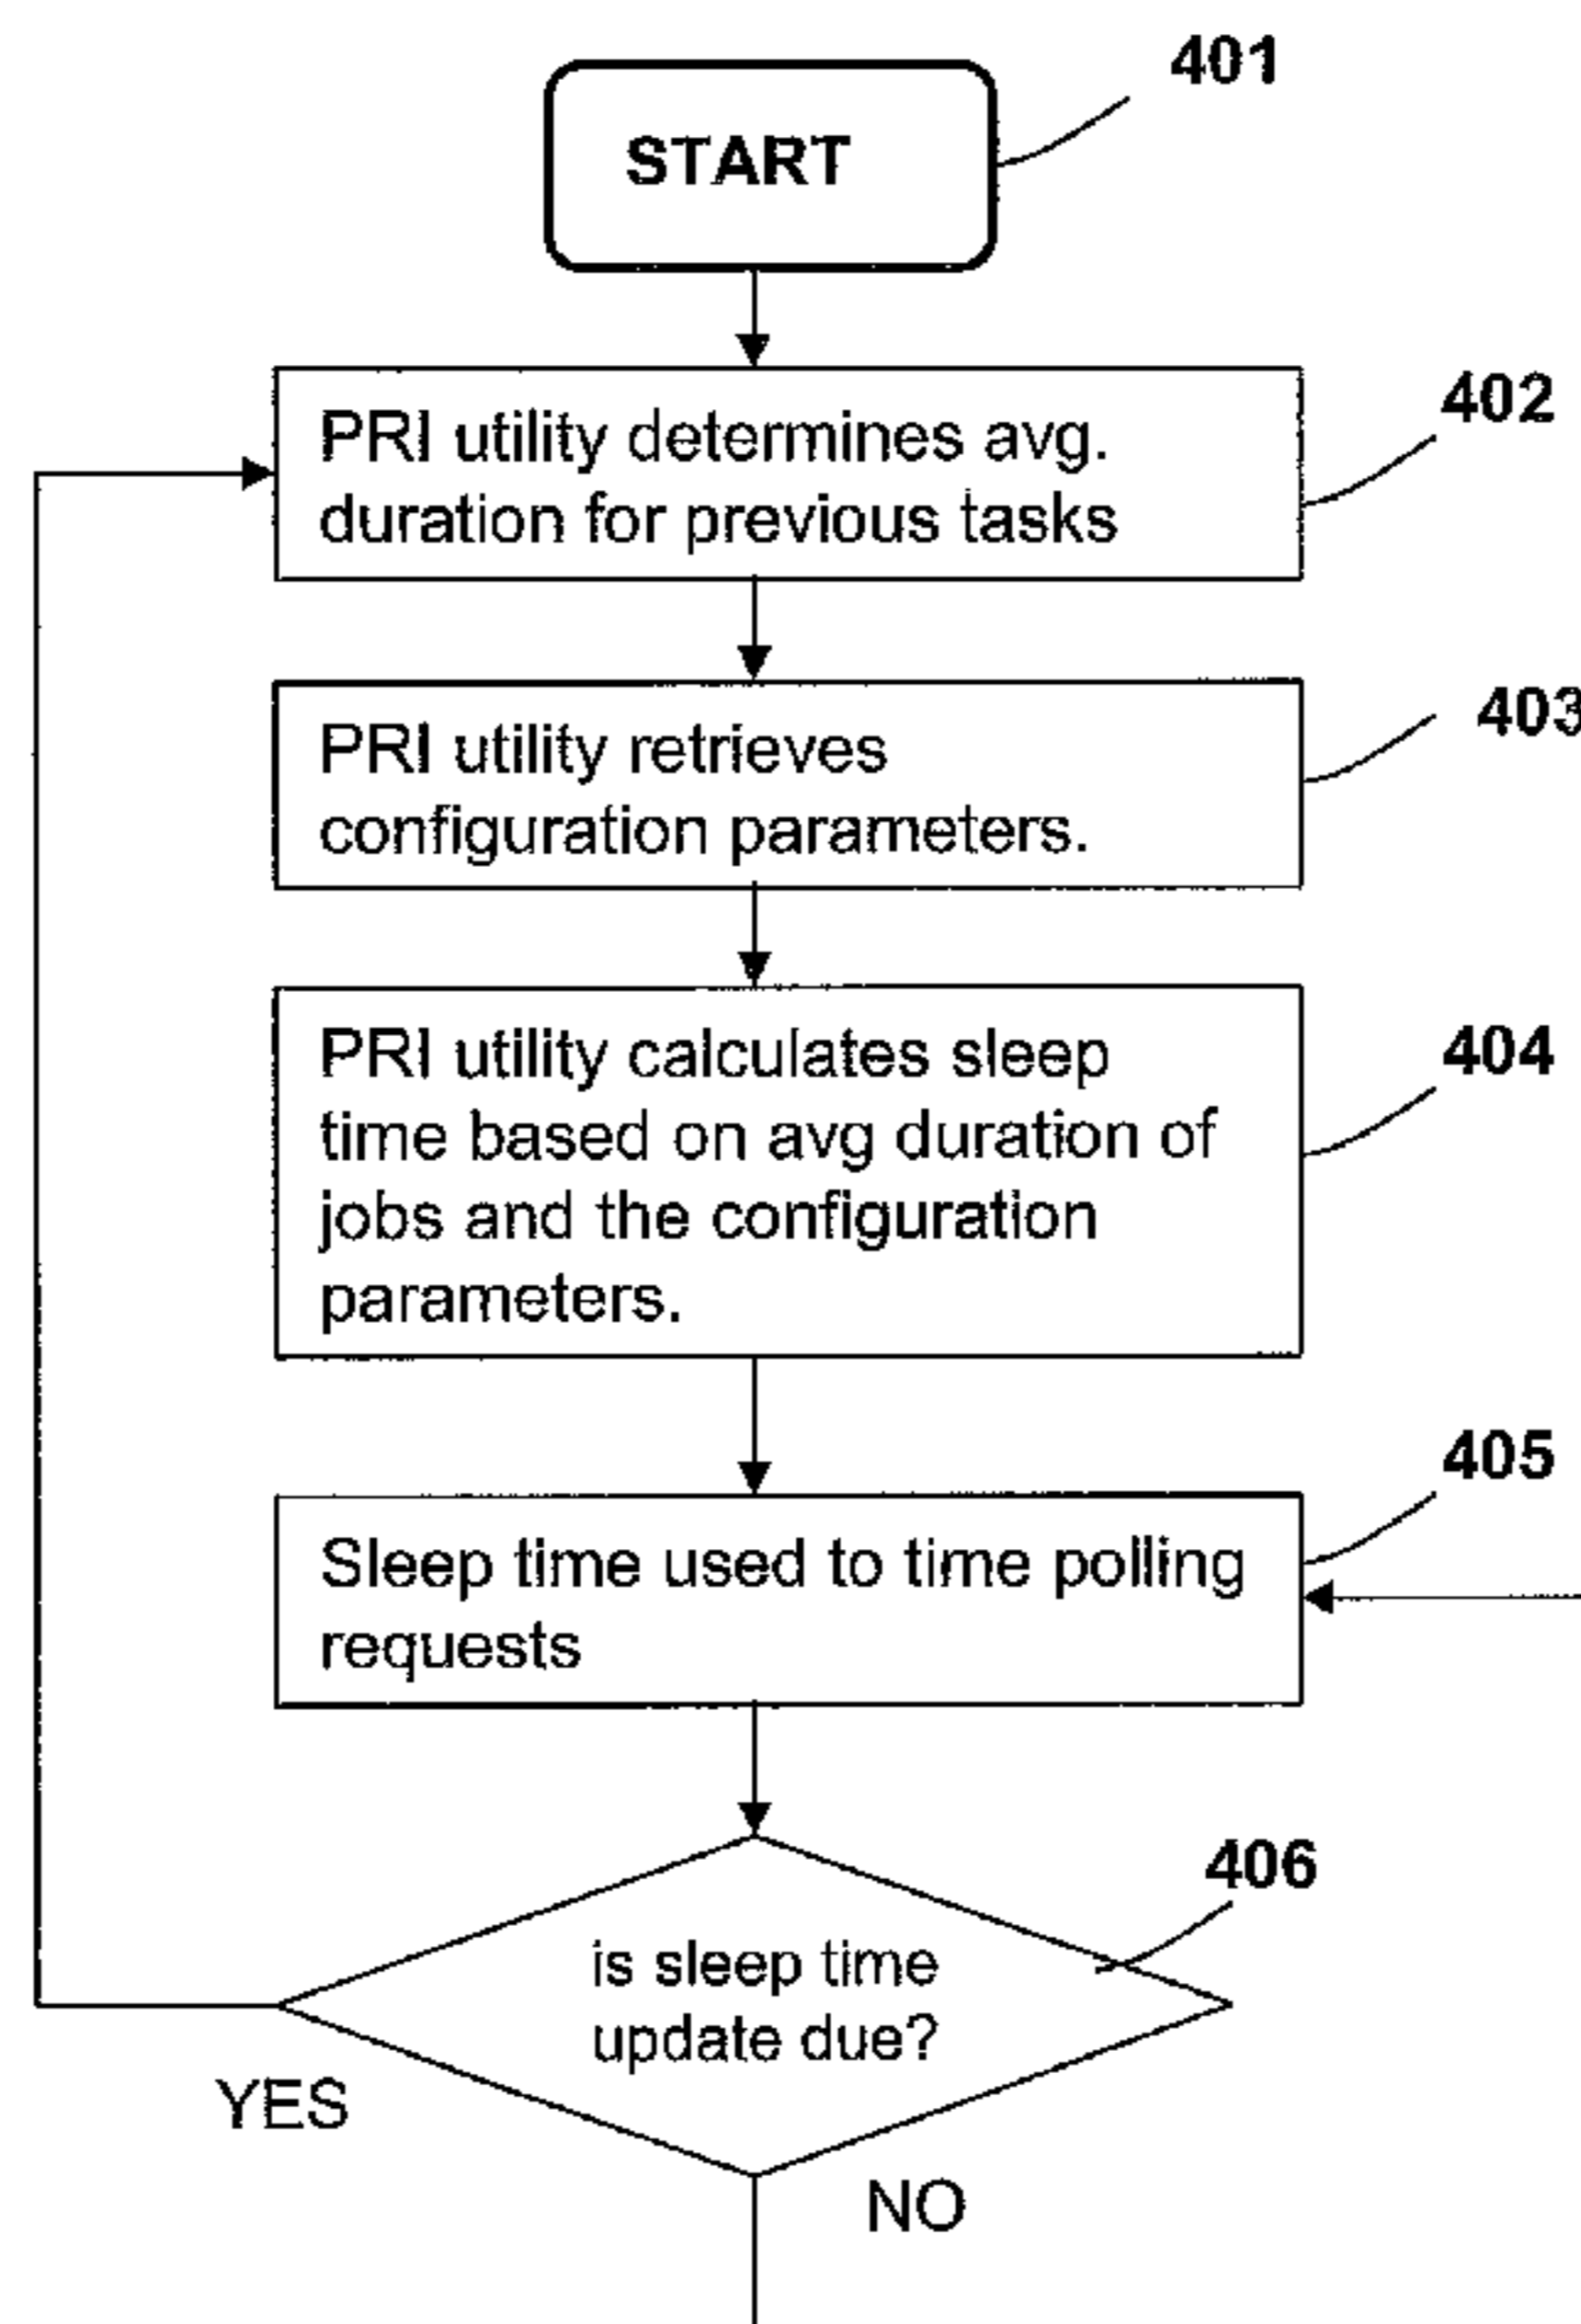 401
START
402
PRI utility determines avg.
duration for previous tasks
403
PRI utility retrieves
configuration parameters.
404
PRI utility calculates sleep
time based on avg duration of
jobs and the configuration
parameters.
405
Sleep time used to time polling
requests
406
is sleep time
update due?
YES
NO